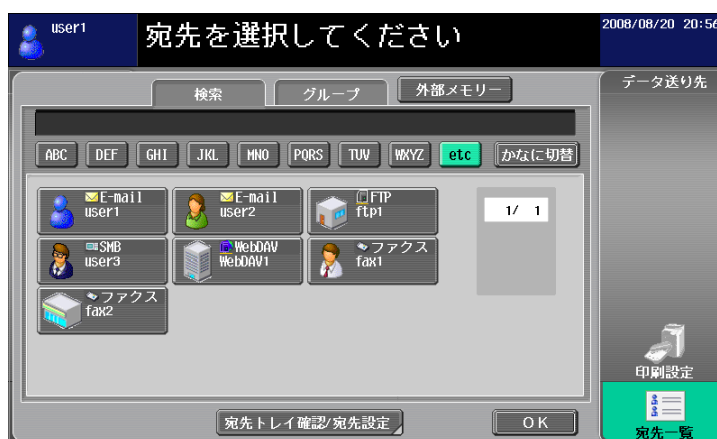 user1
宛先を選択してください
2008/08/20 20:56
データ送り先
検索
グループ
外部メモリー
ABC DEF GHI JKL MNO PQRS TUV WXYZ etc かなに切替
E-mail
user1
E-mail
user2
FTP
ftp1
1/ 1
SMB
user3
WebDAV
WebDAV1
ファクス
fax1
ファクス
fax2
印刷設定
宛先トレイ確認/宛先設定
OK
宛先一覧